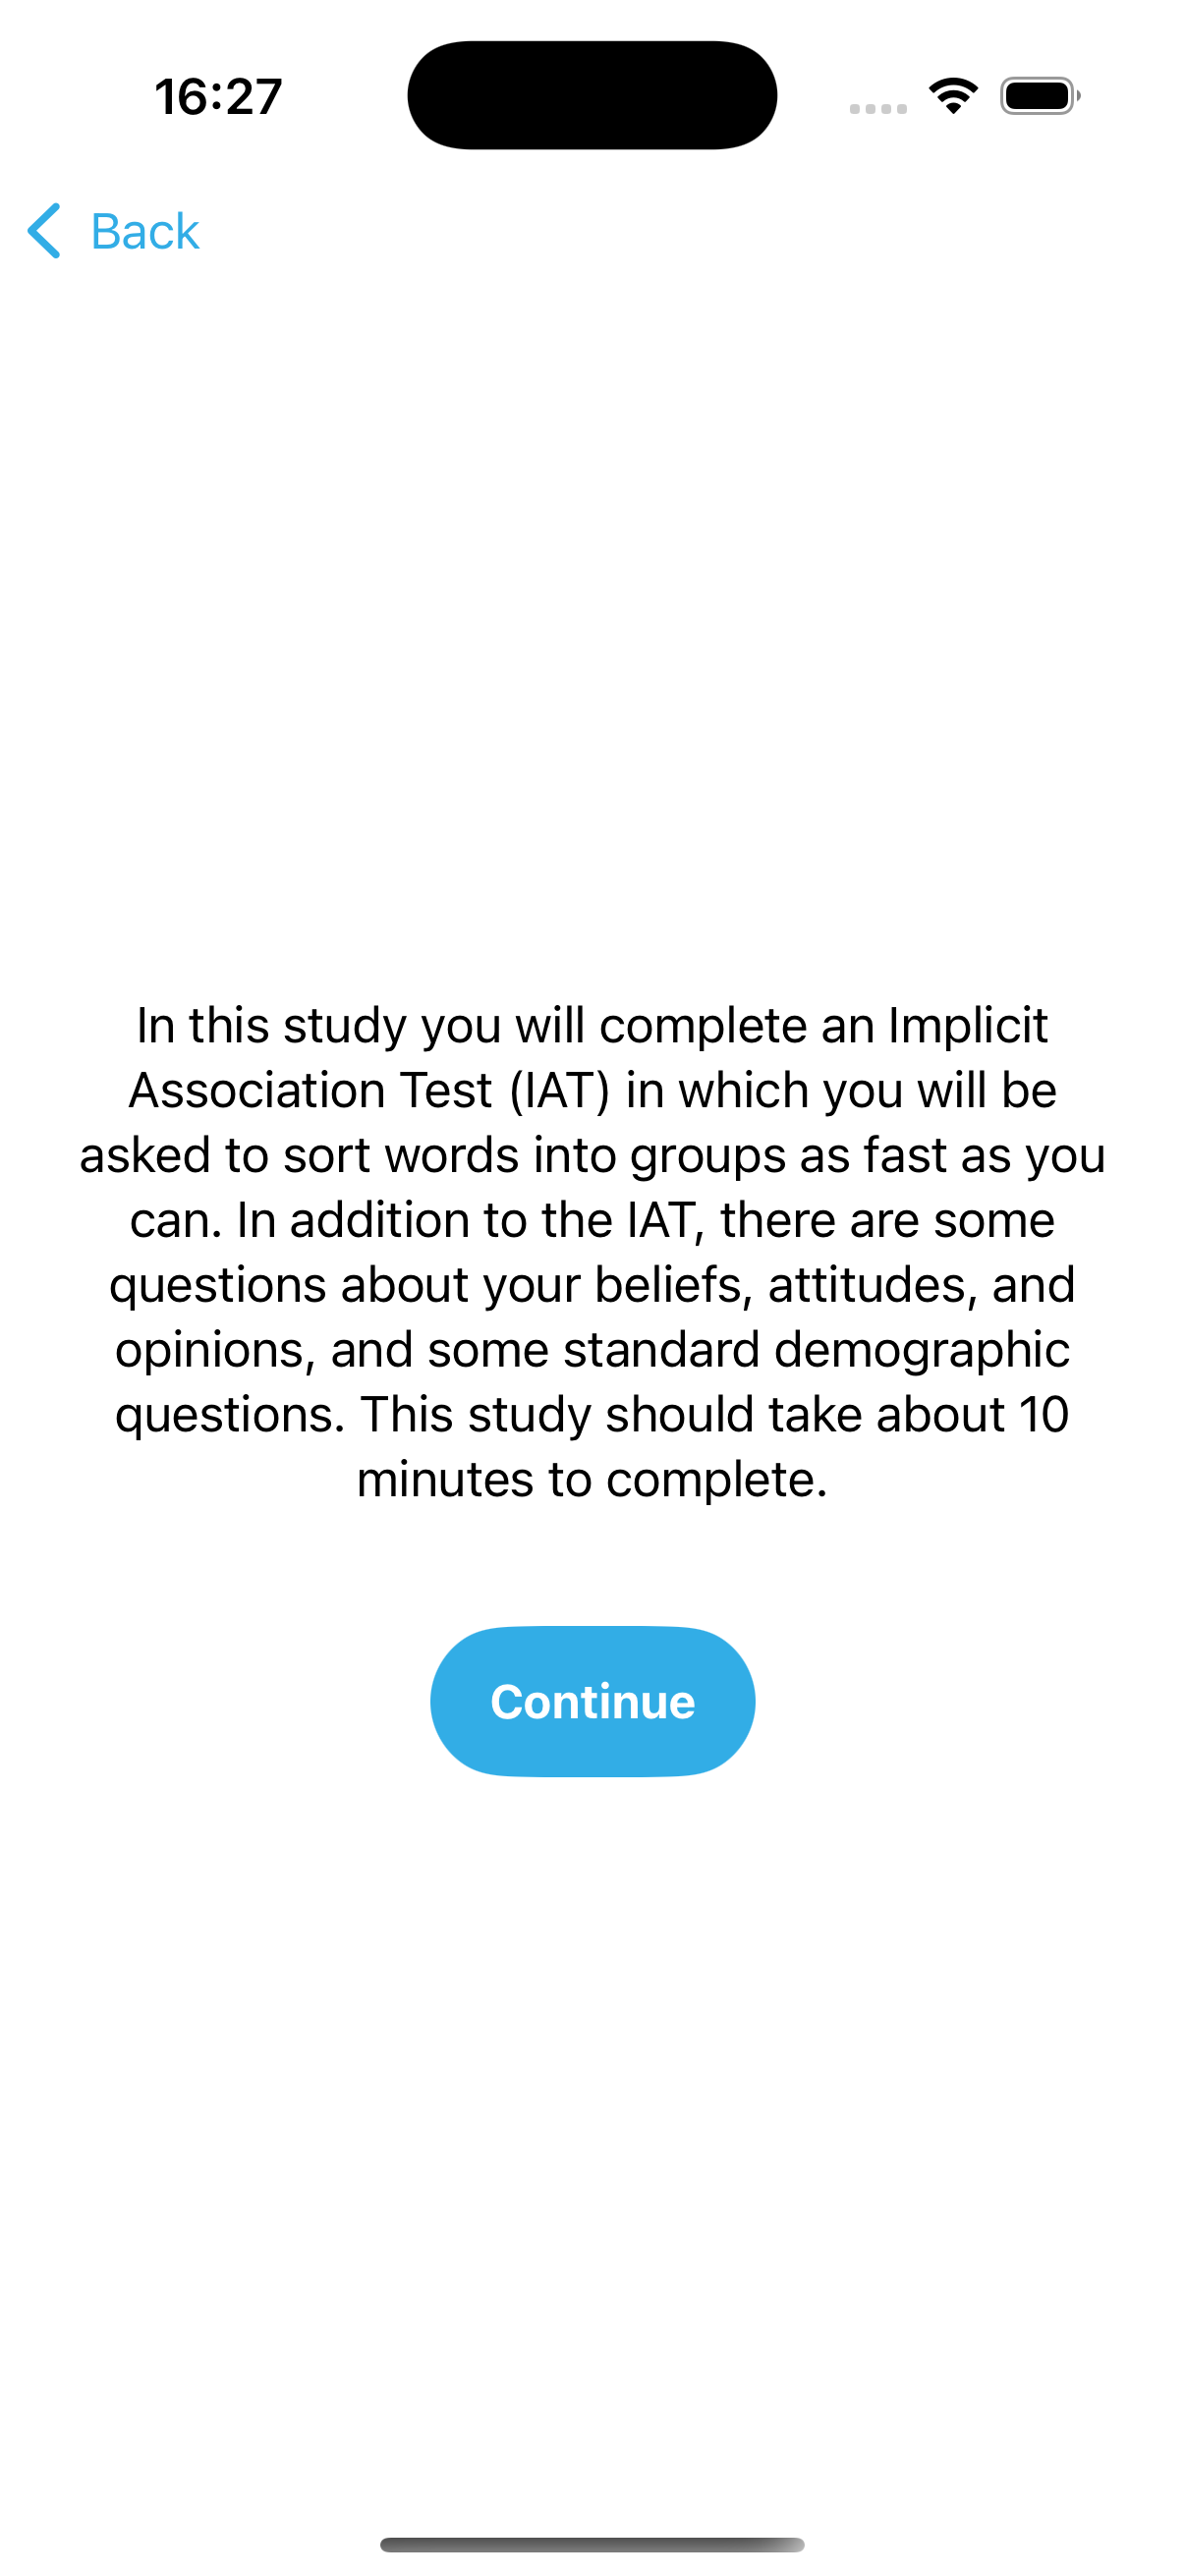 16:27
Back
In this study you will complete an Implicit
Association Test (IAT) in which you will be
asked to sort words into groups as fast as you
can. In addition to the IAT, there are some
questions about your beliefs, attitudes, and
opinions, and some standard demographic
questions. This study should take about 10
minutes to complete.
Continue